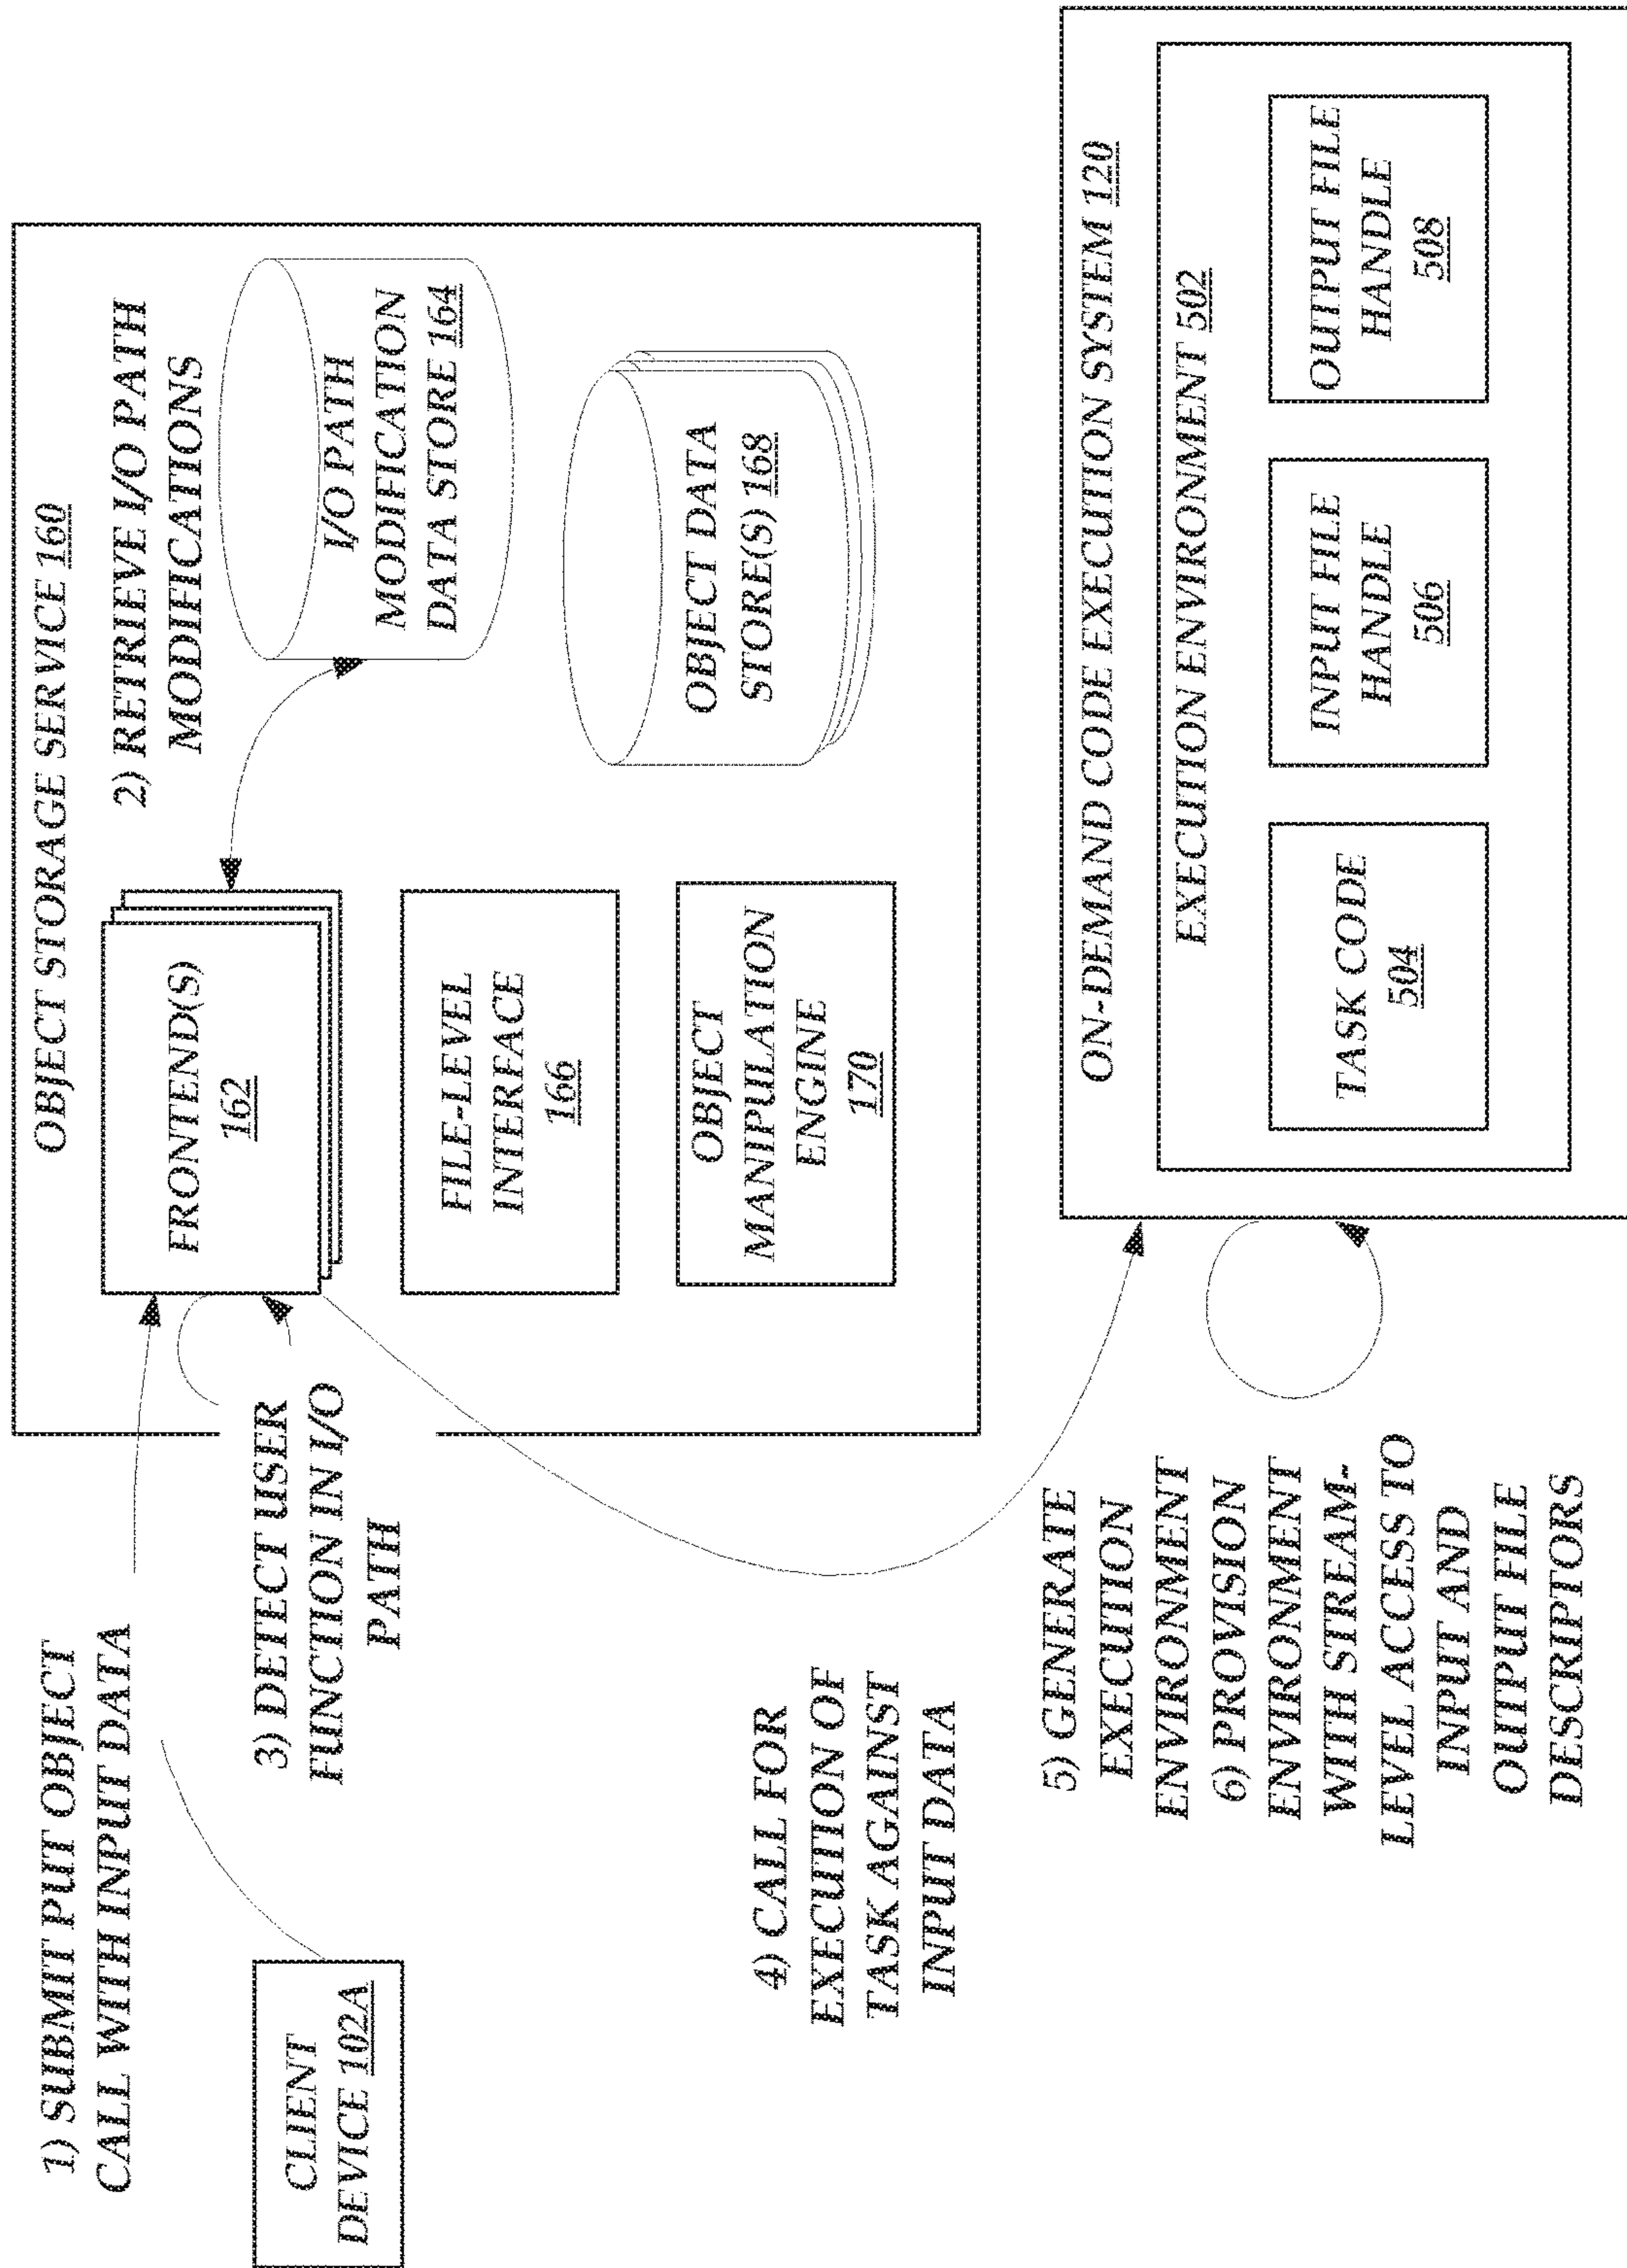 1) SUBMIT PUT OBJECT
CALL WITH INPUT DATA
CLIENT
DEVICE 102A
OBJECT STORAGE SERVICE 160
2) RETRIEVE I/O PATH
MODIFICATIONS
FRONTEND(S)
162
I/O PATH
MODIFICATION
DATA STORE 164
3) DETECT USER
FUNCTION IN I/O
PATH
FILE-LEVEL
INTERFACE
166
OBJECT DATA
STORE(S) 168
OBJECT
MANIPULATION
ENGINE
170
4) CALL FOR
EXECUTION OF
TASK AGAINST
INPUT DATA
5) GENERATE
EXECUTION
ENVIRONMENT
6) PROVISION
ENVIRONMENT
WITH STREAM-
LEVEL ACCESS TO
INPUT AND
OUTPUT FILE
DESCRIPTORS
ON-DEMAND CODE EXECUTION SYSTEM 120
EXECUTION ENVIRONMENT 502
TASK CODE
504
INPUT FILE
HANDLE
506
OUTPUT FILE
HANDLE
508